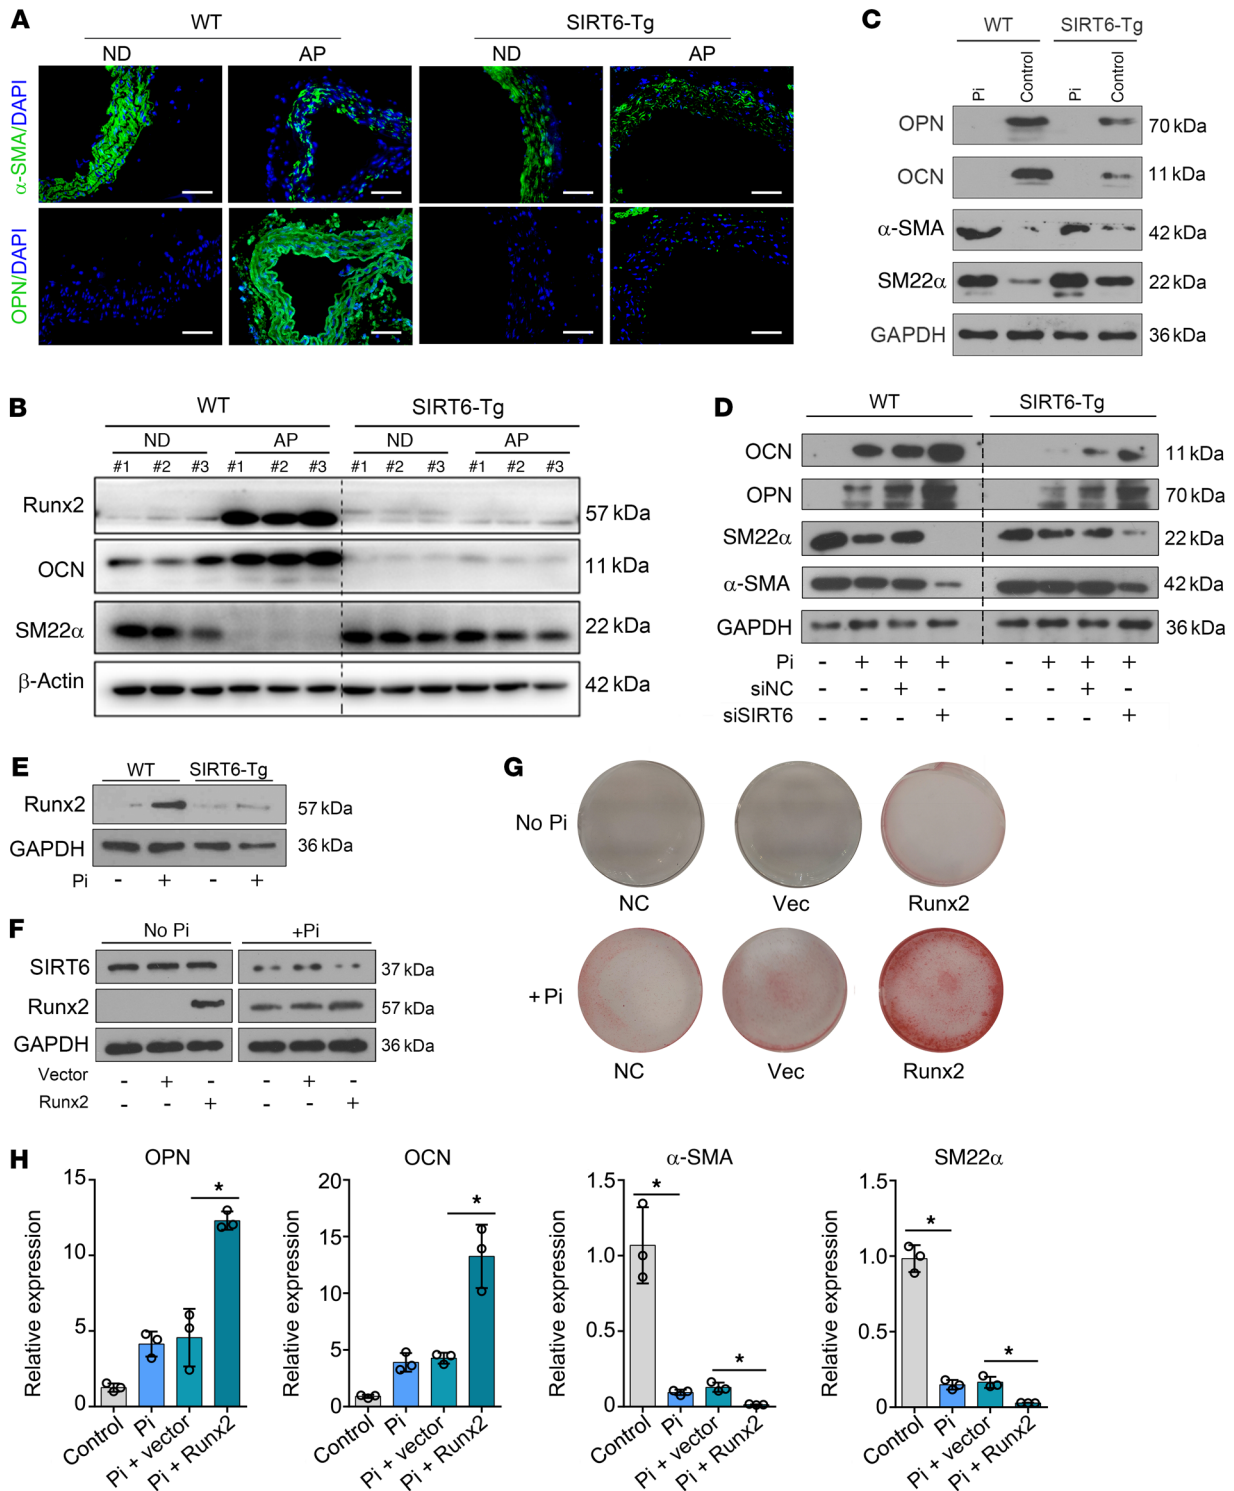 A
WT
SIRT6-Tg
ND
AP
ND
AP
α-SMA/DAPI
OPN/DAPI
C
WT
SIRT6-Tg
Pi
Control
Pi
Control
OPN
70 kDa
OCN
11 kDa
α-SMA
42 kDa
SM22α
22 kDa
GAPDH
36 kDa
B
WT
SIRT6-Tg
ND
AP
ND
AP
#1 #2 #3 #1 #2 #3 #1 #2 #3 #1 #2 #3
Runx2
57 kDa
OCN
11 kDa
SM22α
22 kDa
β-Actin
42 kDa
D
WT
SIRT6-Tg
OCN
11 kDa
OPN
70 kDa
SM22α
22 kDa
α-SMA
42 kDa
GAPDH
36 kDa
Pi - + + + - + + +
siNC - - + - - - + -
siSIRT6 - - - + - - - +
E
WT
SIRT6-Tg
Runx2
57 kDa
GAPDH
36 kDa
Pi - + - +
F
No Pi
+Pi
SIRT6
37 kDa
Runx2
57 kDa
GAPDH
36 kDa
Vector - + - - + -
Runx2 - - + - - +
G
No Pi
NC
Vec
Runx2
+ Pi
NC
Vec
Runx2
H
OPN
Relative expression
15
10
5
0
*
Control
Pi
Pi + vector
Pi + Runx2
OCN
Relative expression
20
15
10
5
0
*
Control
Pi
Pi + vector
Pi + Runx2
α-SMA
Relative expression
1.5
1.0
0.5
0
*
*
Control
Pi
Pi + vector
Pi + Runx2
SM22α
Relative expression
1.5
1.0
0.5
0
*
*
Control
Pi
Pi + vector
Pi + Runx2